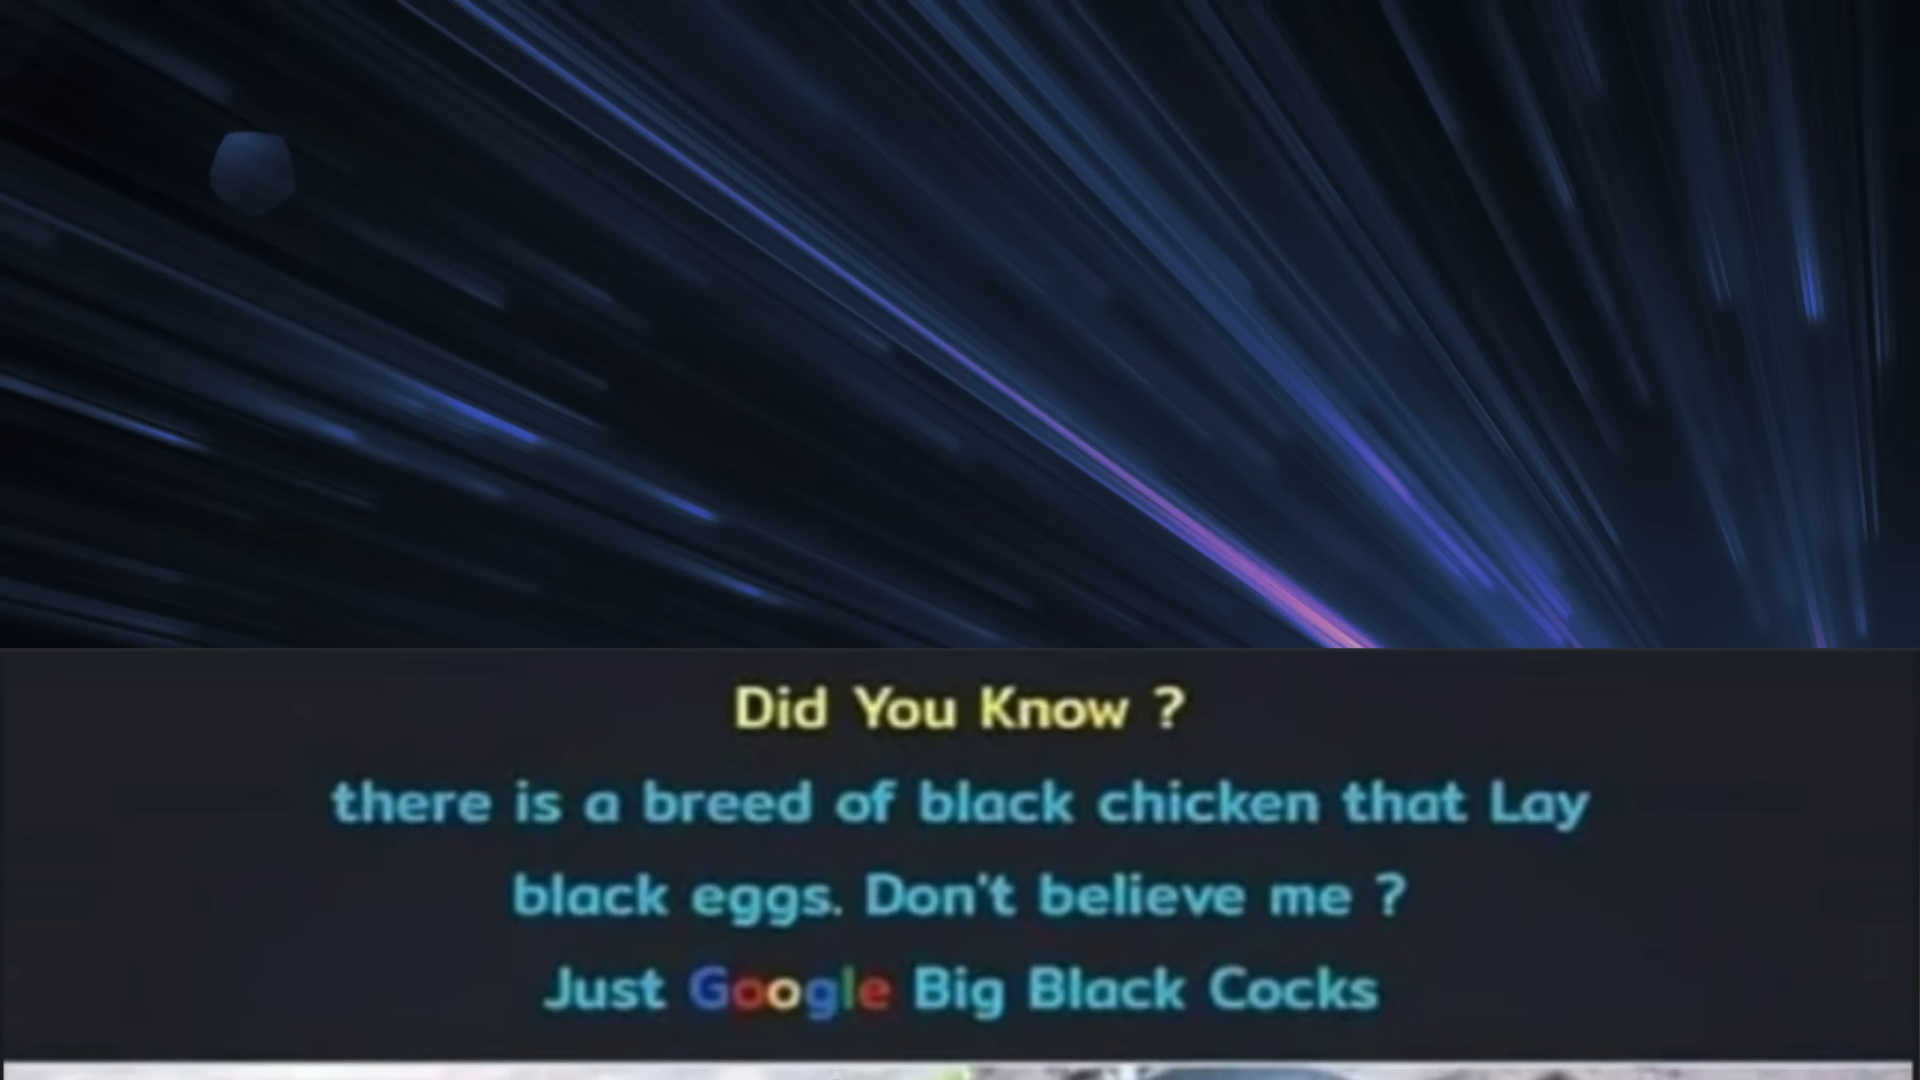 Did You Know ?
there is a breed of black chicken that Lay
black eggs. Don't believe me ?
Just Google Big Black Cocks